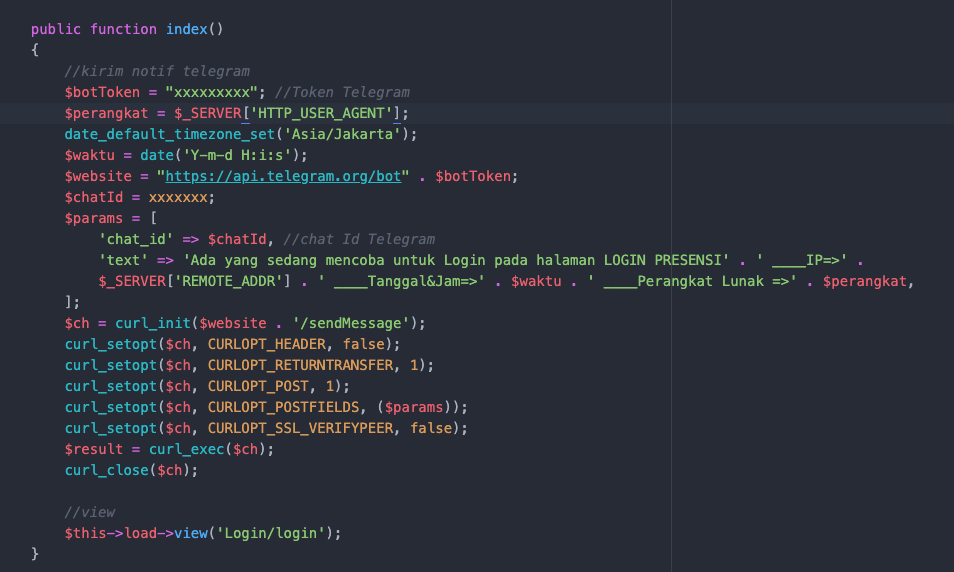 public function index()
{
    //kirim notif telegram
    $botToken = "xxxxxxxxx"; //Token Telegram
    $perangkat = $_SERVER['HTTP_USER_AGENT'];
    date_default_timezone_set('Asia/Jakarta');
    $waktu = date('Y-m-d H:i:s');
    $website = "https://api.telegram.org/bot" . $botToken;
    $chatId = xxxxxxx;
    $params = [
        'chat_id' => $chatId, //chat Id Telegram
        'text' => 'Ada yang sedang mencoba untuk Login pada halaman LOGIN PRESENSI' . ' ____IP=>' .
        $_SERVER['REMOTE_ADDR'] . ' ____Tanggal&Jam=>' . $waktu . ' ____Perangkat Lunak =>' . $perangkat,
    ];
    $ch = curl_init($website . '/sendMessage');
    curl_setopt($ch, CURLOPT_HEADER, false);
    curl_setopt($ch, CURLOPT_RETURNTRANSFER, 1);
    curl_setopt($ch, CURLOPT_POST, 1);
    curl_setopt($ch, CURLOPT_POSTFIELDS, ($params));
    curl_setopt($ch, CURLOPT_SSL_VERIFYPEER, false);
    $result = curl_exec($ch);
    curl_close($ch);

    //view
    $this->load->view('Login/login');
}